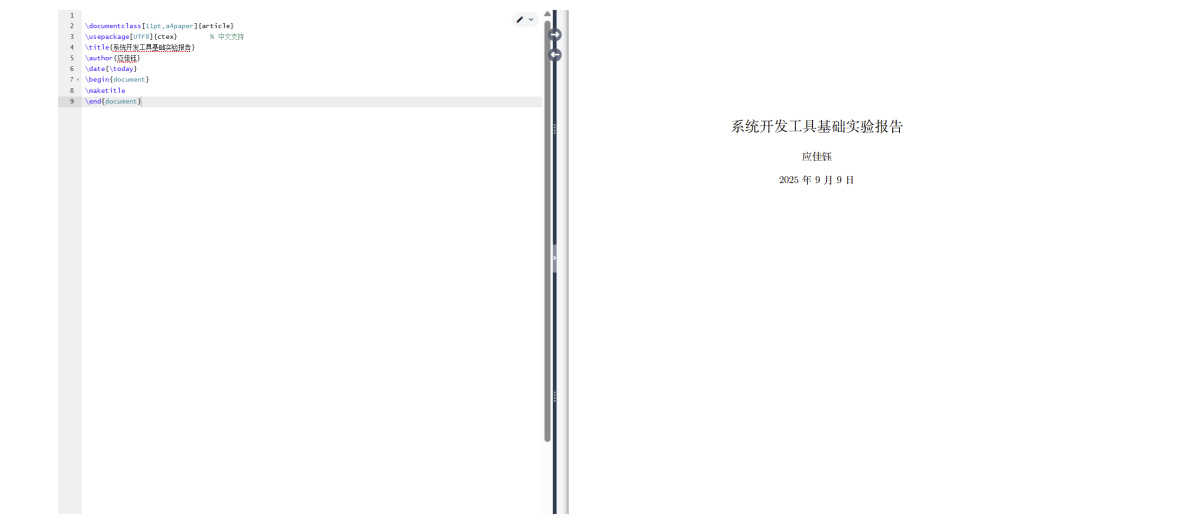 1
2 \documentclass[11pt,a4paper]{article}
3 \usepackage[UTF8]{ctex} % 中文支持
4 \title{系统开发工具基础实验报告}
5 \author{应佳钰}
6 \date{\today}
7 \begin{document}
8 \maketitle
9 \end{document}
系统开发工具基础实验报告
应佳钰
2025 年 9 月 9 日